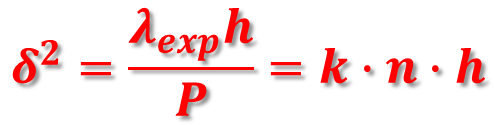 δ² = λ_exp h / P = k · n · h